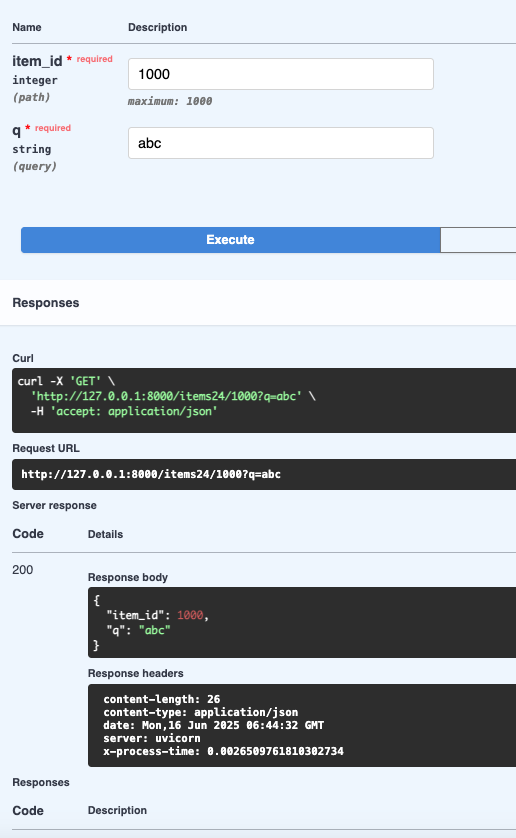 Name Description
item_id * required
integer
(path)
1000
maximum: 1000
q * required
string
(query)
abc
Execute
Responses
Curl
curl -X 'GET' \
  'http://127.0.0.1:8000/items24/1000?q=abc' \
  -H 'accept: application/json'
Request URL
http://127.0.0.1:8000/items24/1000?q=abc
Server response
Code Details
200
Response body
{
  "item_id": 1000,
  "q": "abc"
}
Response headers
content-length: 26
content-type: application/json
date: Mon,16 Jun 2025 06:44:32 GMT
server: uvicorn
x-process-time: 0.0026509761810302734
Responses
Code Description